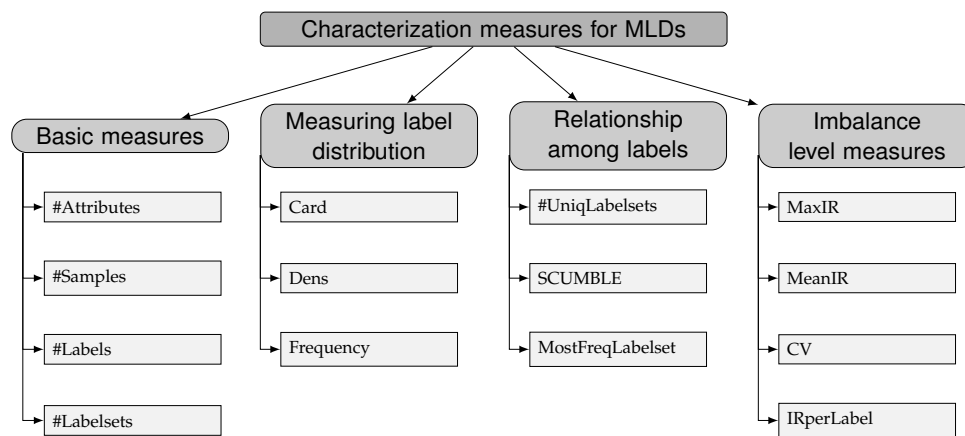 Characterization measures for MLDs
Basic measures
#Attributes
#Samples
#Labels
#Labelsets
Measuring label
distribution
Card
Dens
Frequency
Relationship
among labels
#UniqLabelsets
SCUMBLE
MostFreqLabelset
Imbalance
level measures
MaxIR
MeanIR
CV
IRperLabel